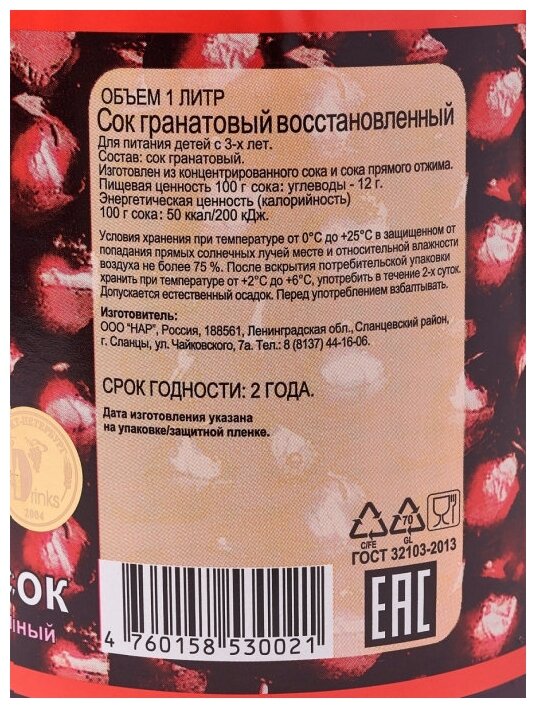 ОБЪЕМ 1 ЛИТР
Сок гранатовый восстановленный
Для питания детей с 3-х лет.
Состав: сок гранатовый.
Изготовлен из концентрированного сока и сока прямого отжима.
Пищевая ценность 100 г сока: углеводы - 12 г.
Энергетическая ценность (калорийность)
100 г сока: 50 ккал/200 кДж.
Условия хранения при температуре от 0°С до +25°С в защищенном от
попадания прямых солнечных лучей месте и относительной влажности
воздуха не более 75 %. После вскрытия потребительской упаковки
хранить при температуре от +2°С до +6°С, употребить в течение 2-х суток.
Допускается естественный осадок. Перед употреблением взбалтывать.
Изготовитель:
ООО "НАР", Россия, 188561, Ленинградская обл., Сланцевский район,
г. Сланцы, ул. Чайковского, 7а. Тел.: 8 (8137) 44-16-06.
СРОК ГОДНОСТИ: 2 ГОДА.
Дата изготовления указана
на упаковке/защитной пленке.
rinks
2004
70
C/FE GL
ГОСТ 32103-2013
ОК
ный
EAC
4 760158 530021